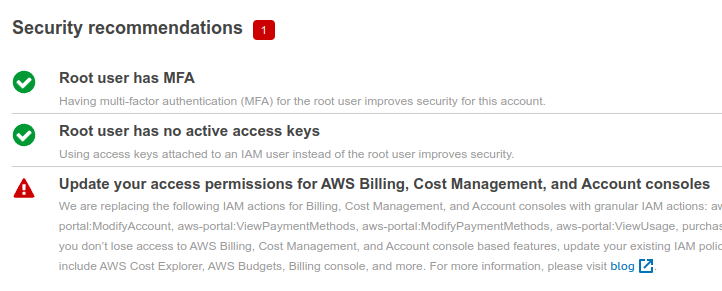 Security recommendations 1
Root user has MFA
Having multi-factor authentication (MFA) for the root user improves security for this account.
Root user has no active access keys
Using access keys attached to an IAM user instead of the root user improves security.
Update your access permissions for AWS Billing, Cost Management, and Account consoles
We are replacing the following IAM actions for Billing, Cost Management, and Account consoles with granular IAM actions:
portal:ModifyAccount, aws-portal:ViewPaymentMethods, aws-portal:ModifyPaymentMethods, aws-portal:ViewUsage,
you don't lose access to AWS Billing, Cost Management, and Account console based features, update your existing IAM
include AWS Cost Explorer, AWS Budgets, Billing console, and more. For more information, please visit blog.